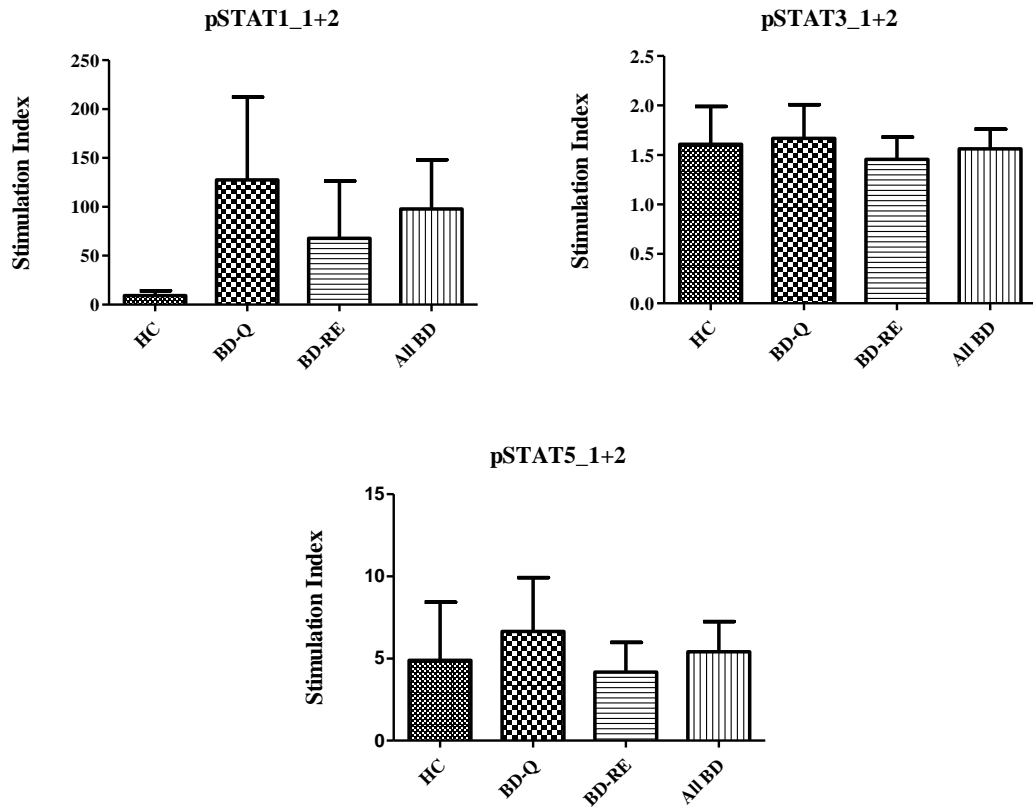 pSTAT1_1+2
Stimulation Index
250
200
150
100
50
0
HC
BD-Q
BD-RE
All BD
pSTAT3_1+2
Stimulation Index
2.5
2.0
1.5
1.0
0.5
0.0
HC
BD-Q
BD-RE
All BD
pSTAT5_1+2
Stimulation Index
15
10
5
0
HC
BD-Q
BD-RE
All BD